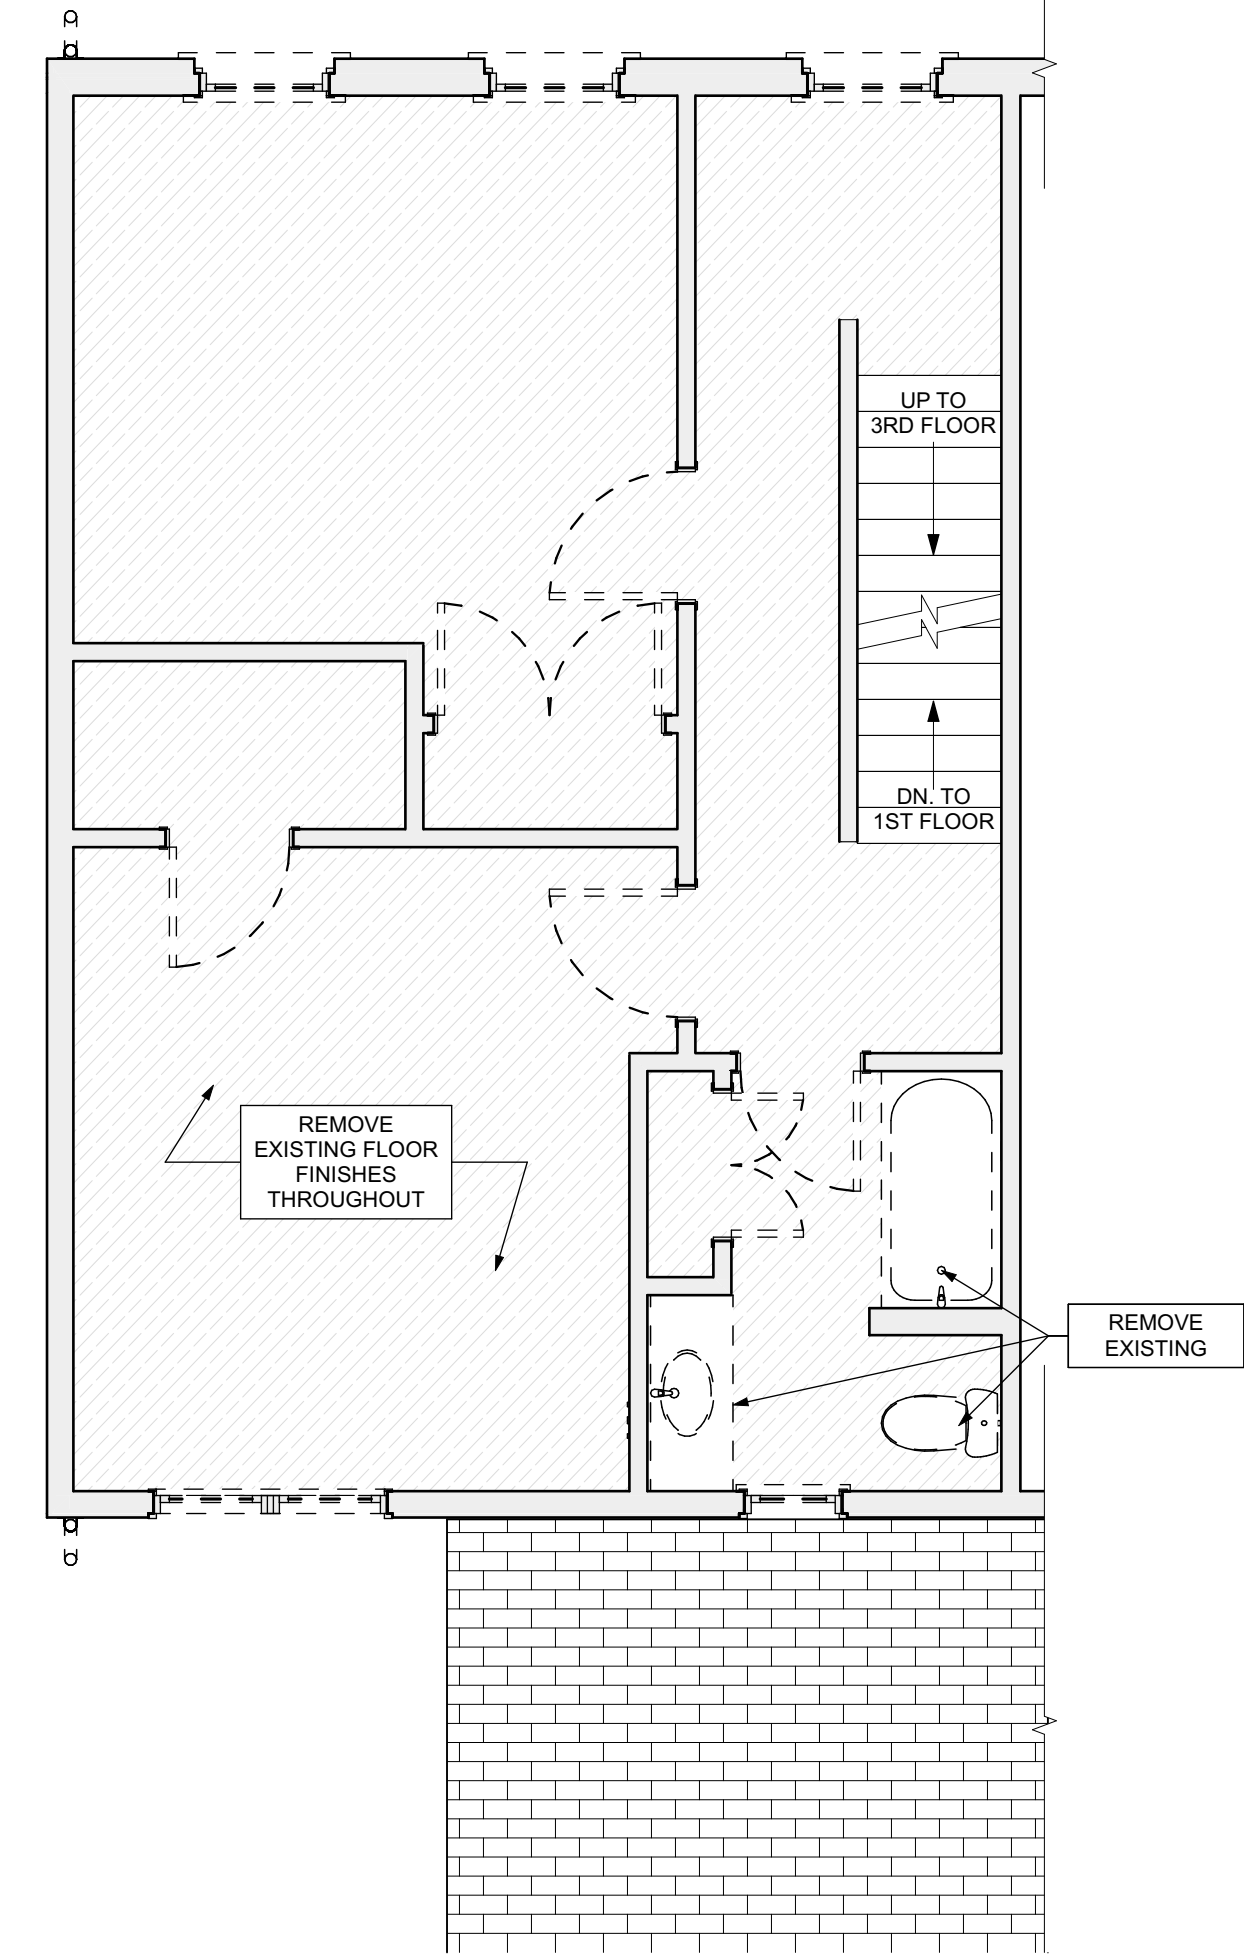 UP TO
3RD FLOOR
DN. TO
1ST FLOOR
REMOVE
EXISTING FLOOR
FINISHES
THROUGHOUT
REMOVE
EXISTING